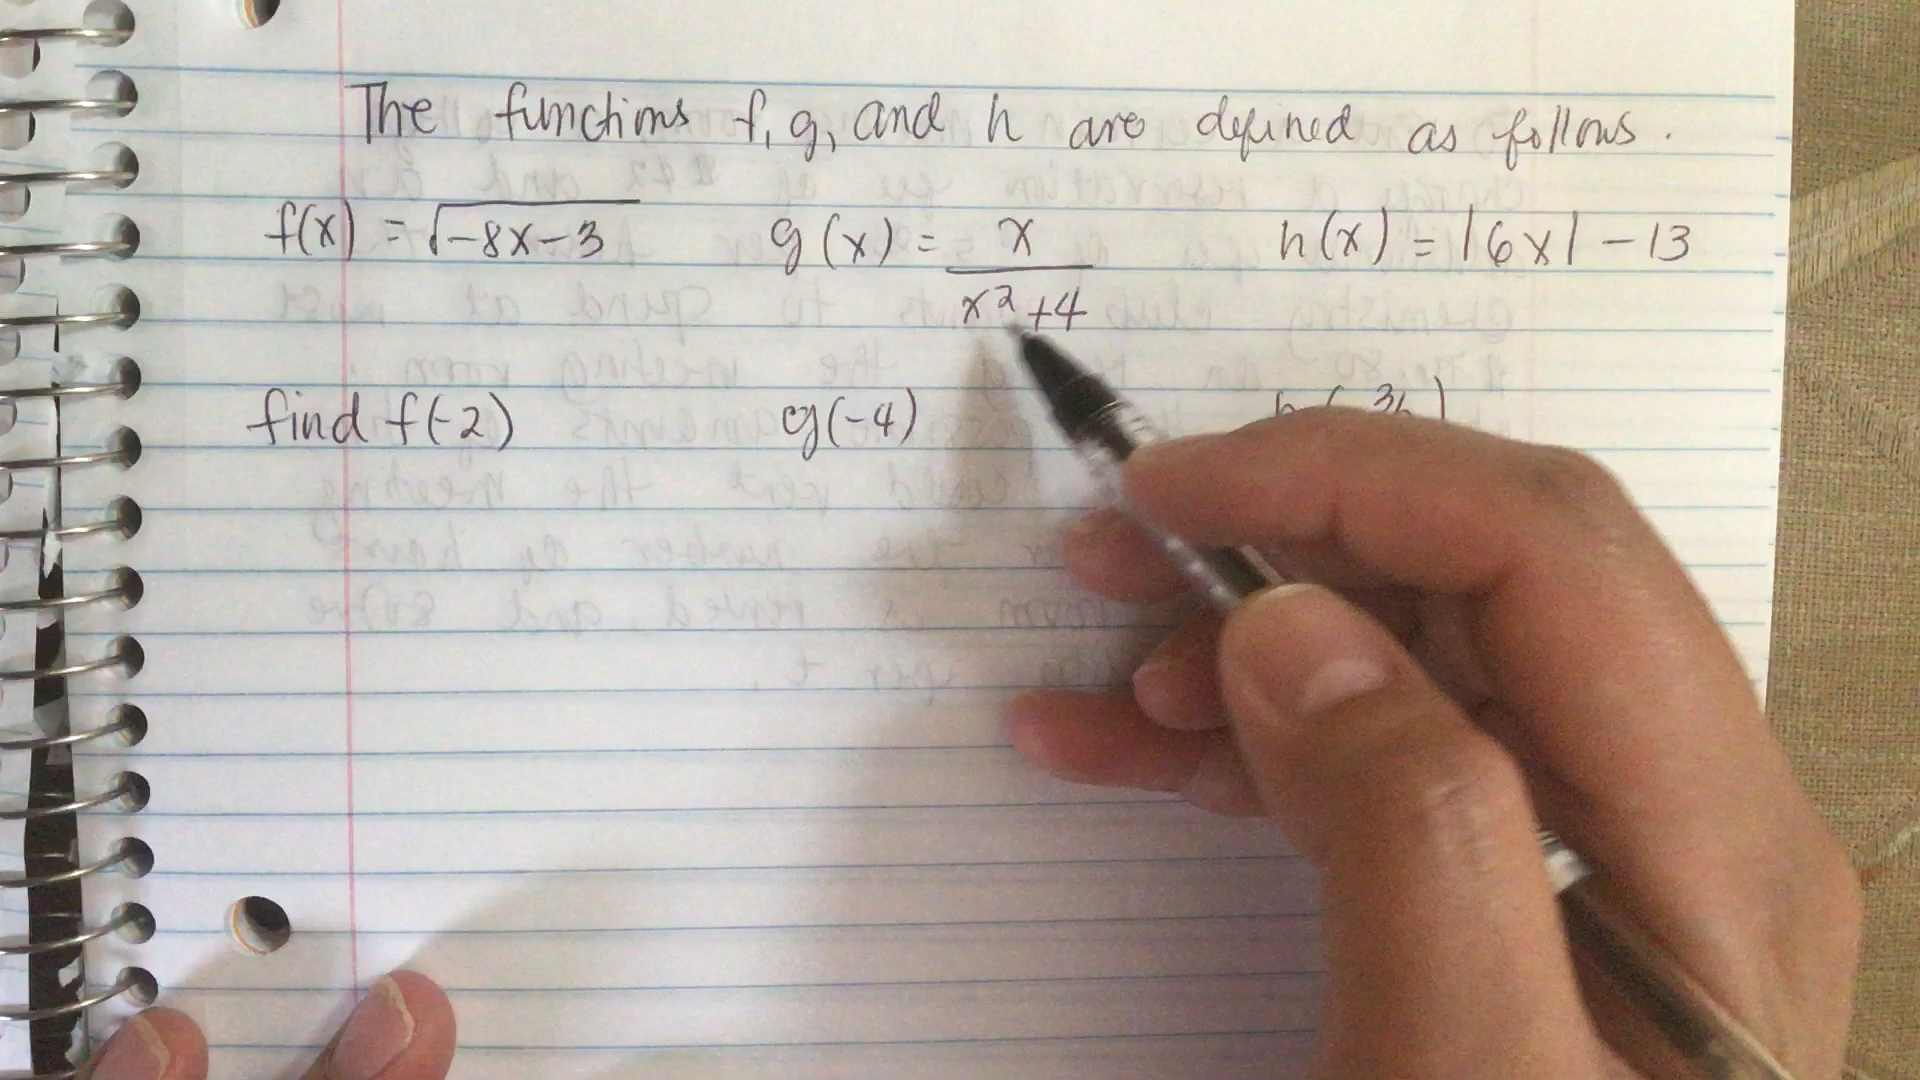 The functions f, g, and h are defined as follows.
f(x) = √-8x-3 g(x) = x/x²+4 h(x) = |6x| - 13
find f(-2) g(-4)